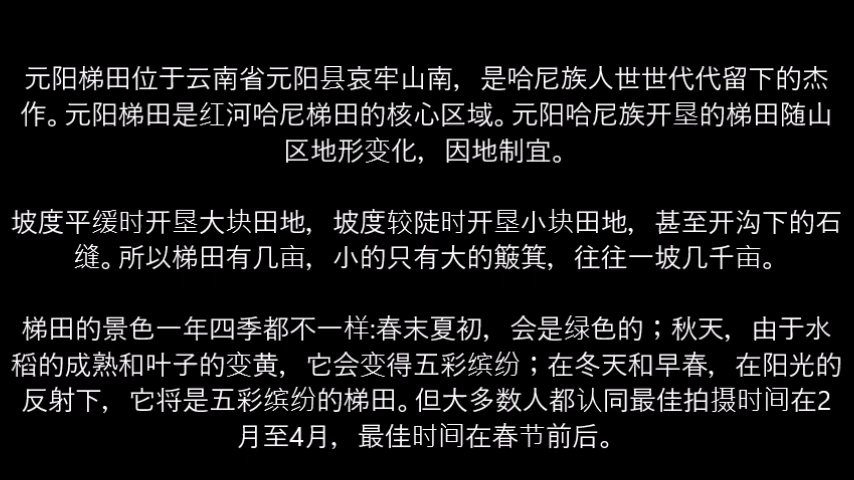 元阳梯田位于云南省元阳县哀牢山南，是哈尼族人世世代代留下的杰
作。元阳梯田是红河哈尼梯田的核心区域。元阳哈尼族开垦的梯田随山
区地形变化，因地制宜。
坡度平缓时开垦大块田地，坡度较陡时开垦小块田地，甚至开沟下的石
缝。所以梯田有几亩，小的只有大的簸箕，往往一坡几千亩。
梯田的景色一年四季都不一样:春末夏初，会是绿色的；秋天，由于水
稻的成熟和叶子的变黄，它会变得五彩缤纷；在冬天和早春，在阳光的
反射下，它将是五彩缤纷的梯田。但大多数人都认同最佳拍摄时间在2
月至4月，最佳时间在春节前后。